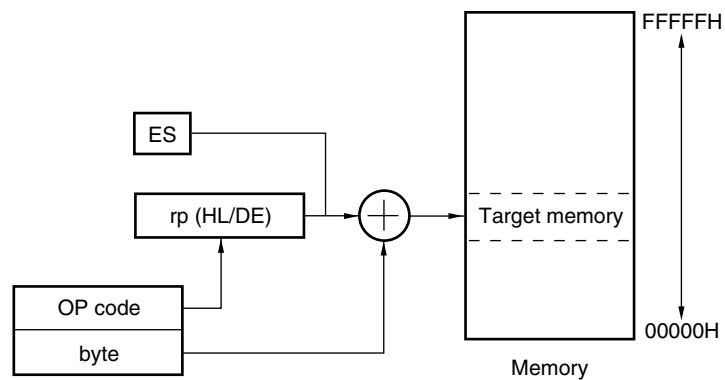 FFFFFH
ES
rp (HL/DE)
Target memory
OP code
byte
00000H
Memory